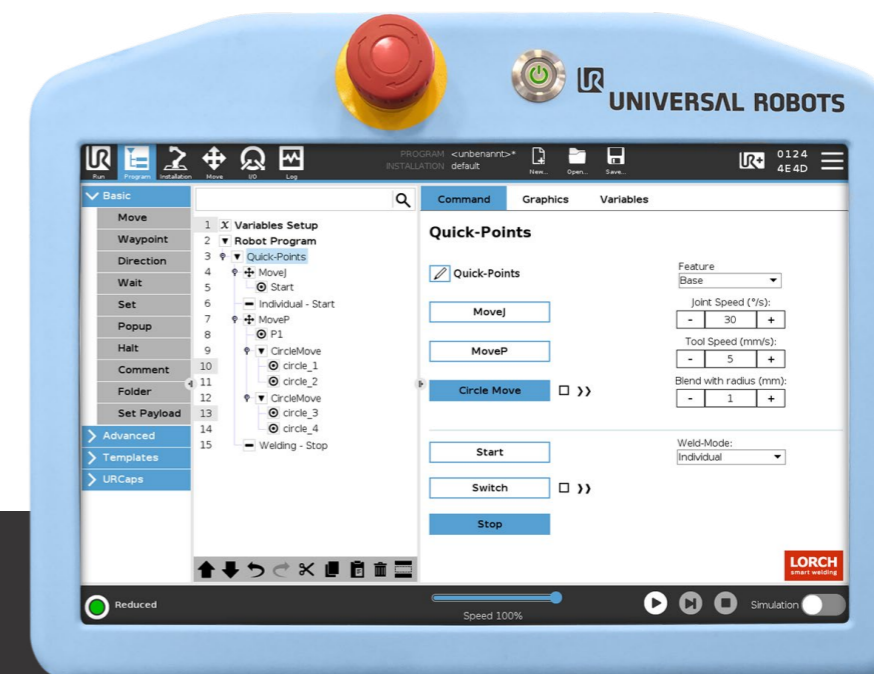 UNIVERSAL ROBOTS
Run Program Installation Move I/O Log
PROGRAM <unbenannt>*
INSTALLATION default
New... Open... Save...
0124
4E4D
Basic
Move
Waypoint
Direction
Wait
Set
Popup
Halt
Comment
Folder
Set Payload
Advanced
Templates
URCaps
1 X Variables Setup
2 Robot Program
3 Quick-Points
4 MoveJ
5 Start
6 Individual - Start
7 MoveP
8 P1
9 CircleMove
10 circle_1
11 circle_2
12 CircleMove
13 circle_3
14 circle_4
15 Welding - Stop
Command Graphics Variables
Quick-Points
Quick-Points
MoveJ
MoveP
Circle Move
Feature
Base
Joint Speed (°/s):
- 30 +
Tool Speed (mm/s):
- 5 +
Blend with radius (mm):
- 1 +
Start
Switch
Stop
Weld-Mode:
Individual
LORCH
smart welding
Reduced
Speed 100%
Simulation